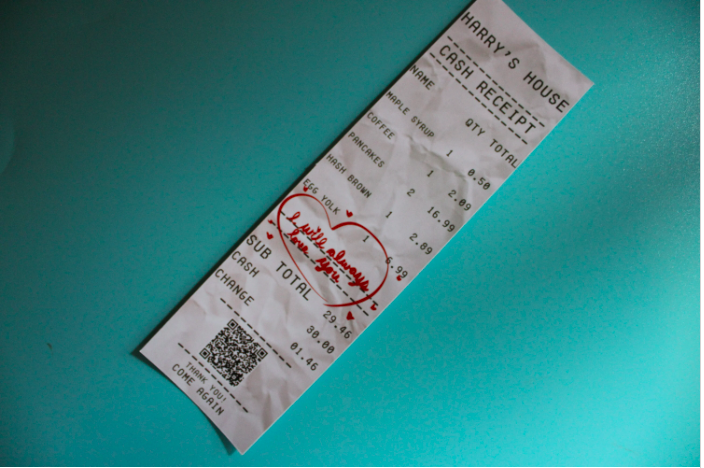 HARRY'S HOUSE
CASH RECEIPT
NAME QTY TOTAL
MAPLE SYRUP 1 0.50
COFFEE 1 2.09
PANCAKES 2 16.99
HASH BROWN 1 2.89
EGG YOLK 1 6.99
I will always
love you
SUB TOTAL 29.46
CASH 30.00
CHANGE 01.46
THANK YOU!
COME AGAIN